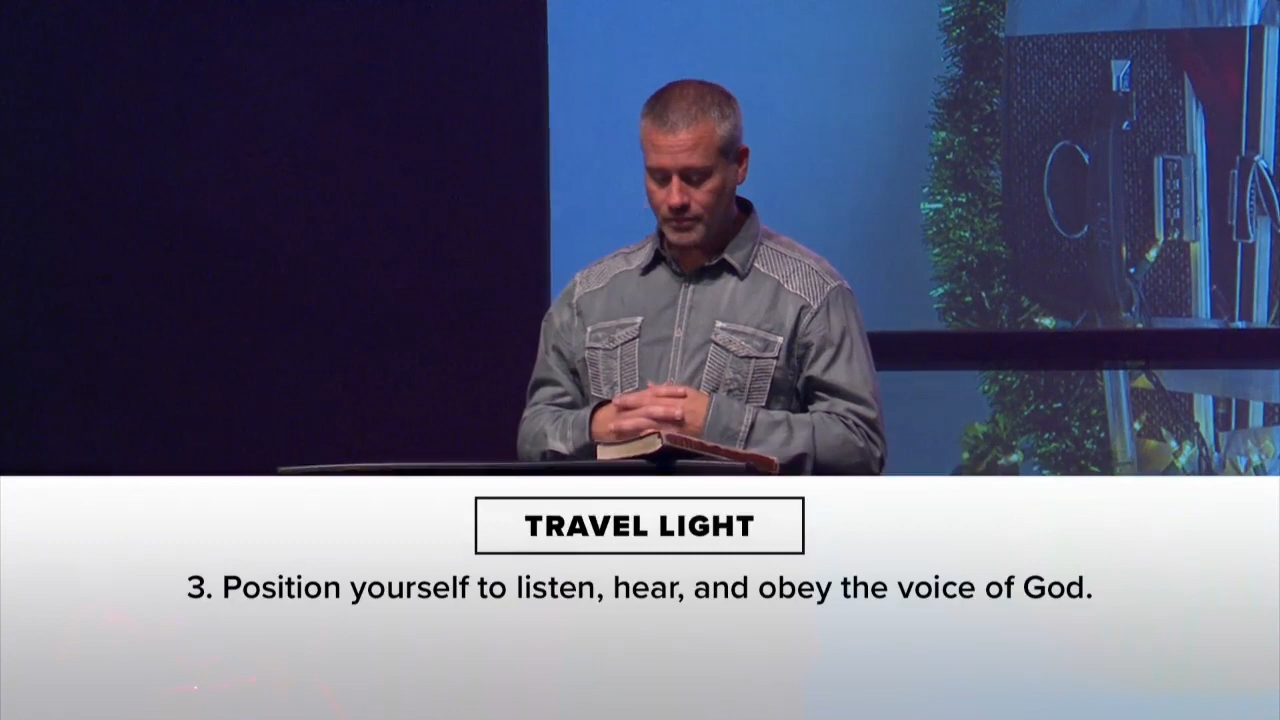 TRAVEL LIGHT
3. Position yourself to listen, hear, and obey the voice of God.